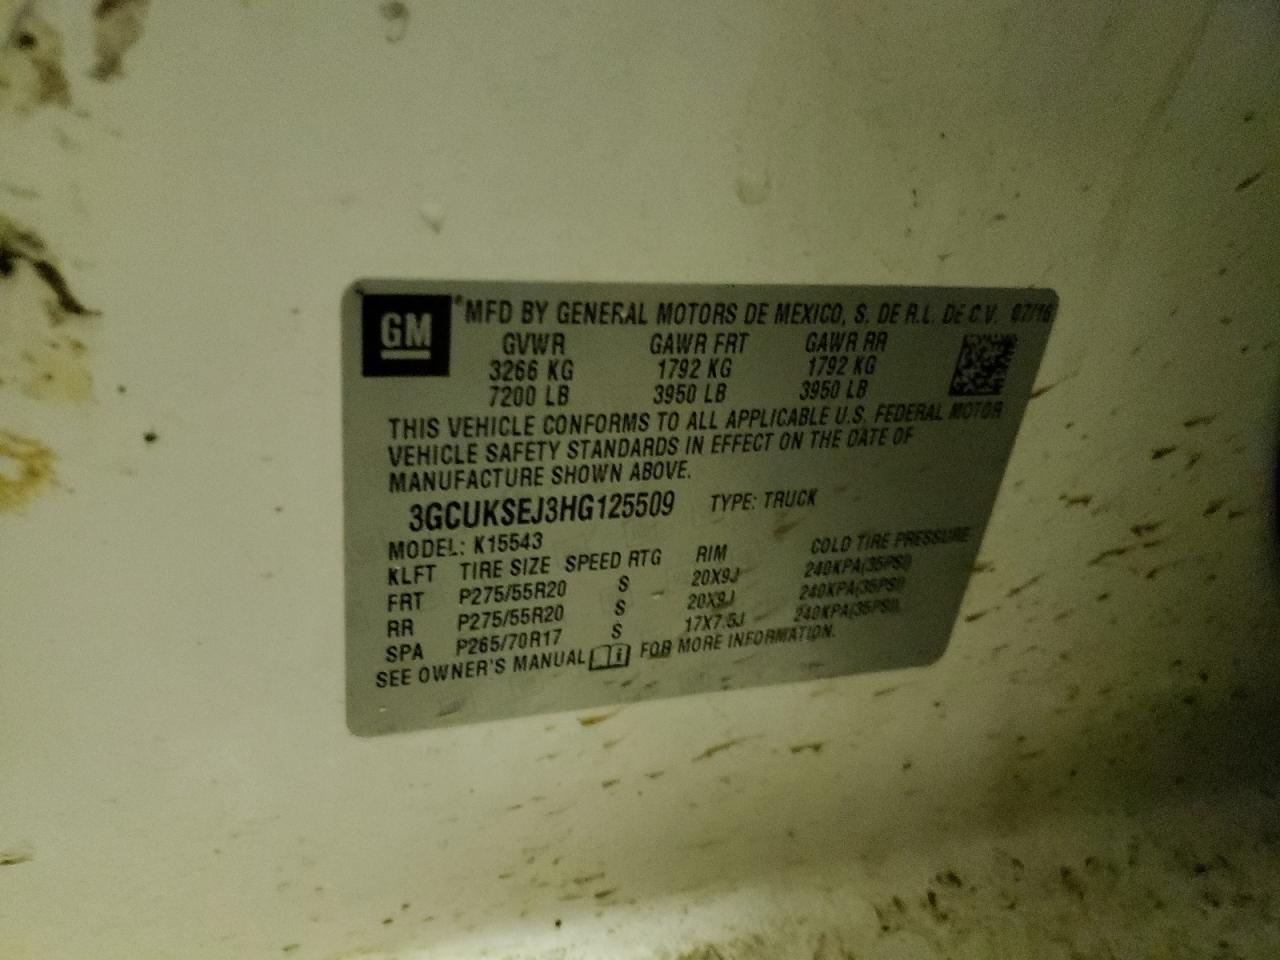 GM
®MFD BY GENERAL MOTORS DE MEXICO, S. DE R.L. DE C.V. 07/16
GVWR GAWR FRT GAWR RR
3266 KG 1792 KG 1792 KG
7200 LB 3950 LB 3950 LB
THIS VEHICLE CONFORMS TO ALL APPLICABLE U.S. FEDERAL MOTOR
VEHICLE SAFETY STANDARDS IN EFFECT ON THE DATE OF
MANUFACTURE SHOWN ABOVE.
3GCUKSEJ3HG125509 TYPE: TRUCK
MODEL: K15543
KLFT TIRE SIZE SPEED RTG RIM COLD TIRE PRESSURE
FRT P275/55R20 S 20X9J 240KPA(35PSI)
RR P275/55R20 S 20X9J 240KPA(35PSI)
SPA P265/70R17 S 17X7.5J 240KPA(35PSI)
SEE OWNER'S MANUAL FOR MORE INFORMATION.